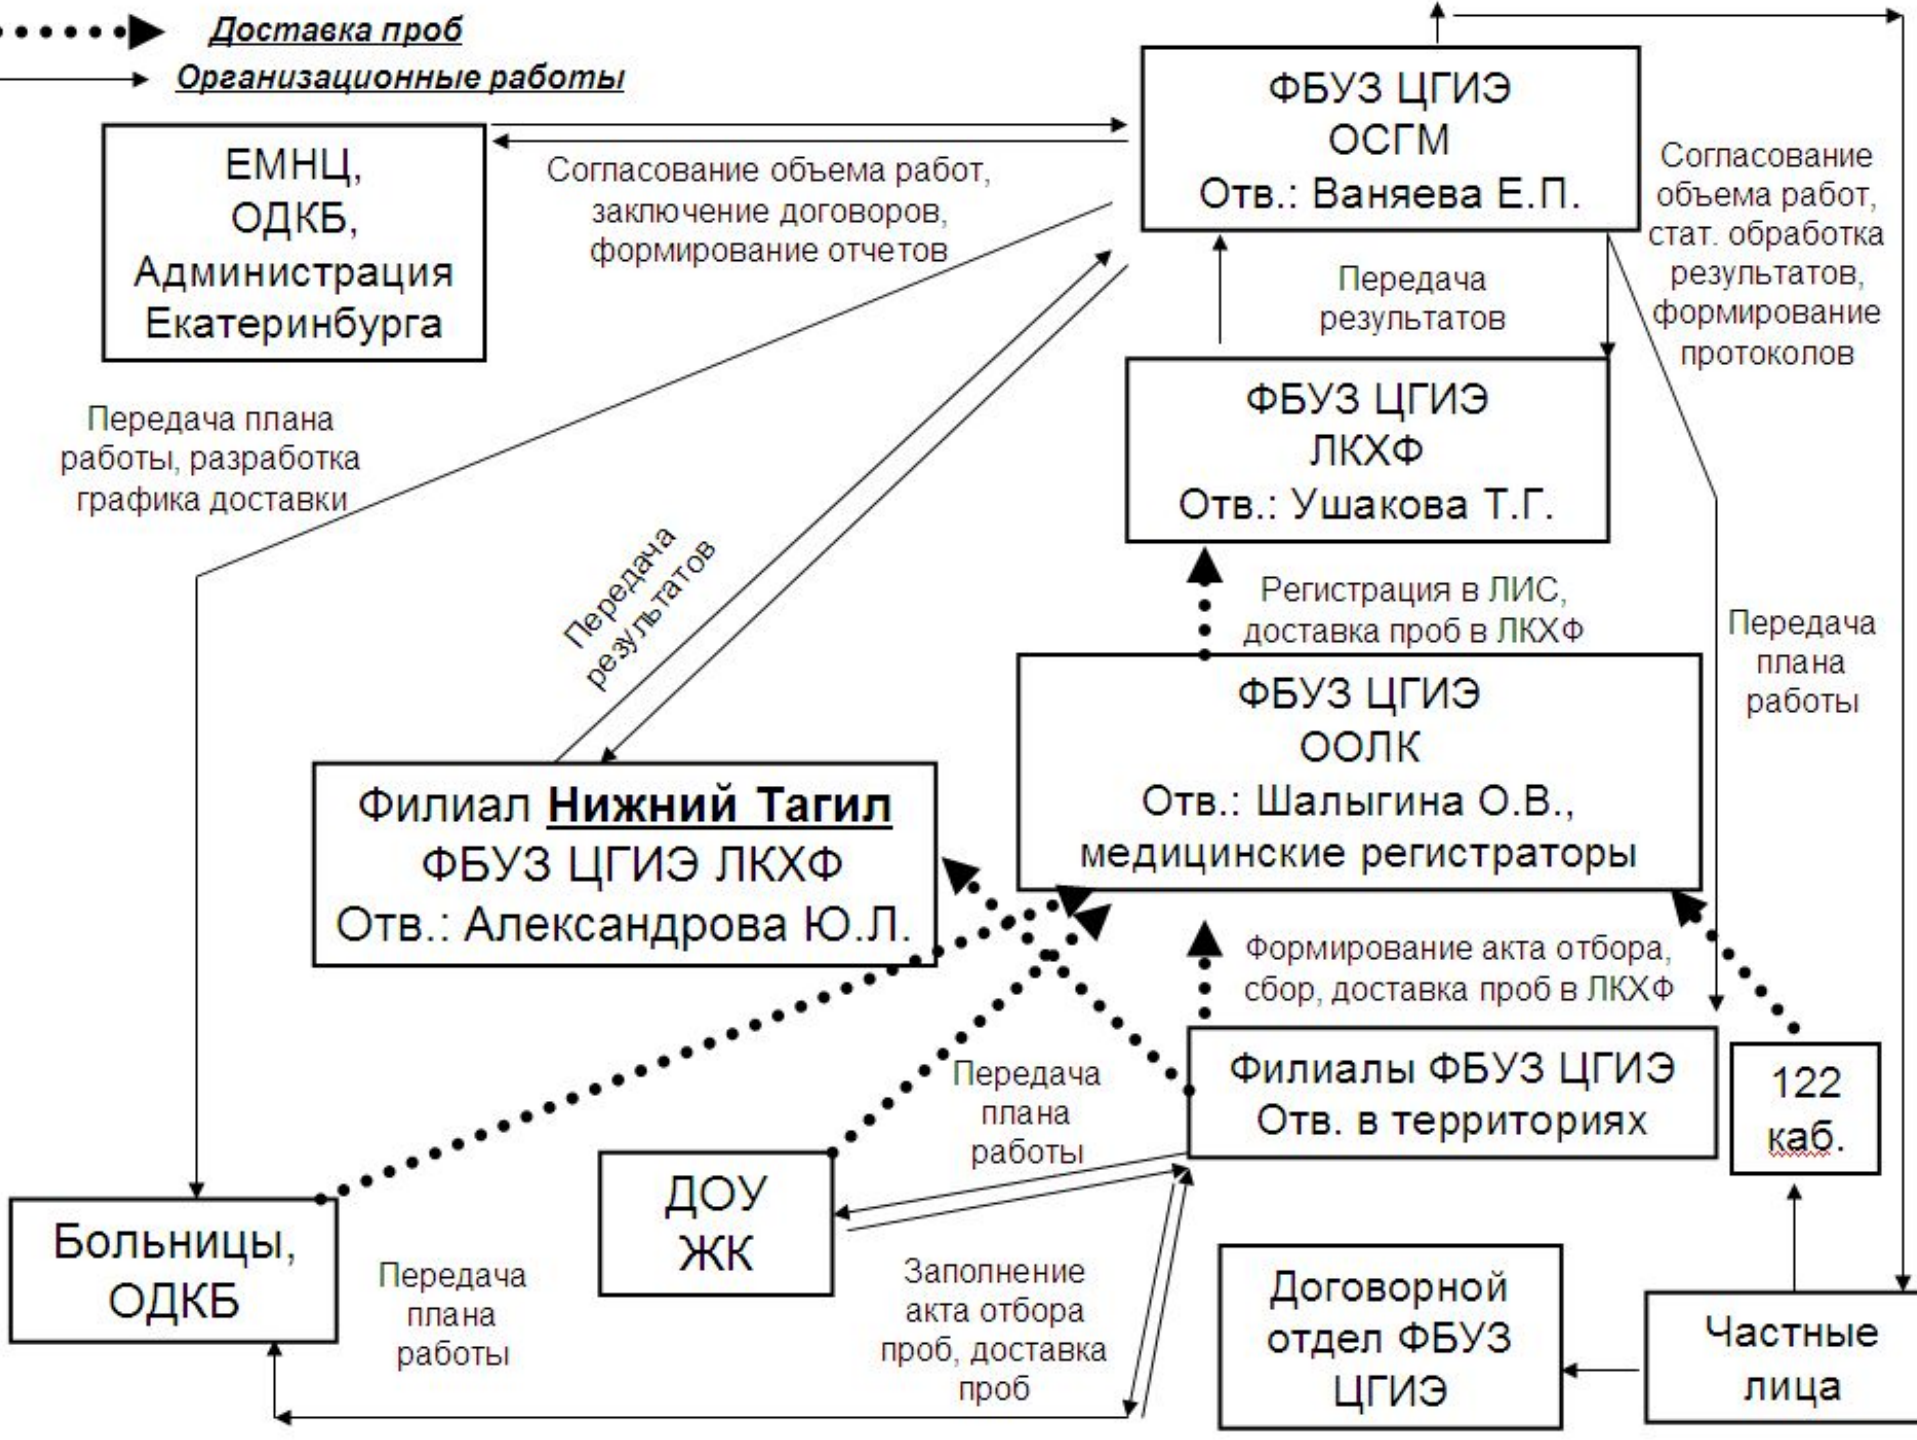 Доставка проб
Организационные работы
ЕМНЦ,
ОДКБ,
Администрация
Екатеринбурга
Согласование объема работ,
заключение договоров,
формирование отчетов
ФБУЗ ЦГИЭ
ОСГМ
Отв.: Ваняева Е.П.
Согласование
объема работ,
стат. обработка
результатов,
формирование
протоколов
Передача
результатов
Передача плана
работы, разработка
графика доставки
ФБУЗ ЦГИЭ
ЛКХФ
Отв.: Ушакова Т.Г.
Передача
результатов
Регистрация в ЛИС,
доставка проб в ЛКХФ
Передача
плана
работы
ФБУЗ ЦГИЭ
ООЛК
Отв.: Шалыгина О.В.,
медицинские регистраторы
Филиал Нижний Тагил
ФБУЗ ЦГИЭ ЛКХФ
Отв.: Александрова Ю.Л.
Формирование акта отбора,
сбор, доставка проб в ЛКХФ
Передача
плана
работы
Филиалы ФБУЗ ЦГИЭ
Отв. в территориях
122
каб.
ДОУ
ЖК
Больницы,
ОДКБ
Передача
плана
работы
Заполнение
акта отбора
проб, доставка
проб
Договорной
отдел ФБУЗ
ЦГИЭ
Частные
лица